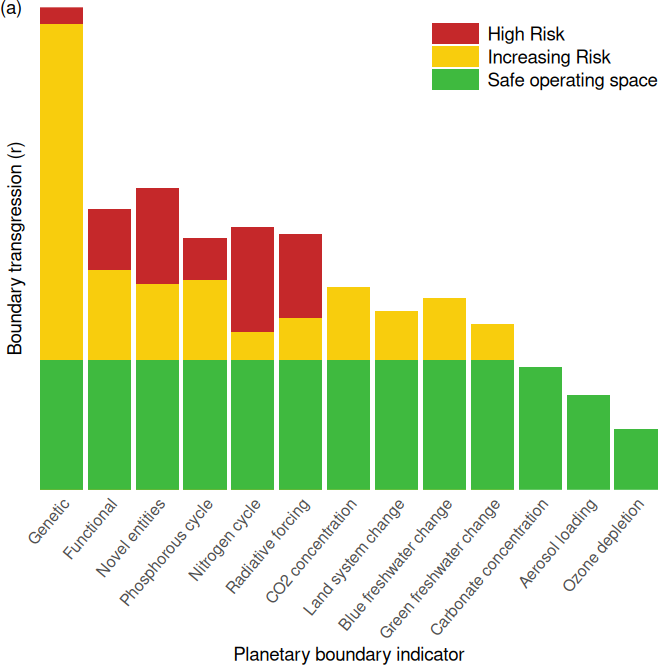 (a)
High Risk
Increasing Risk
Safe operating space
Boundary transgression (r)
Genetic
Functional
Novel entities
Phosphorous cycle
Nitrogen cycle
Radiative forcing
CO2 concentration
Land system change
Blue freshwater change
Green freshwater change
Carbonate concentration
Aerosol loading
Ozone depletion
Planetary boundary indicator